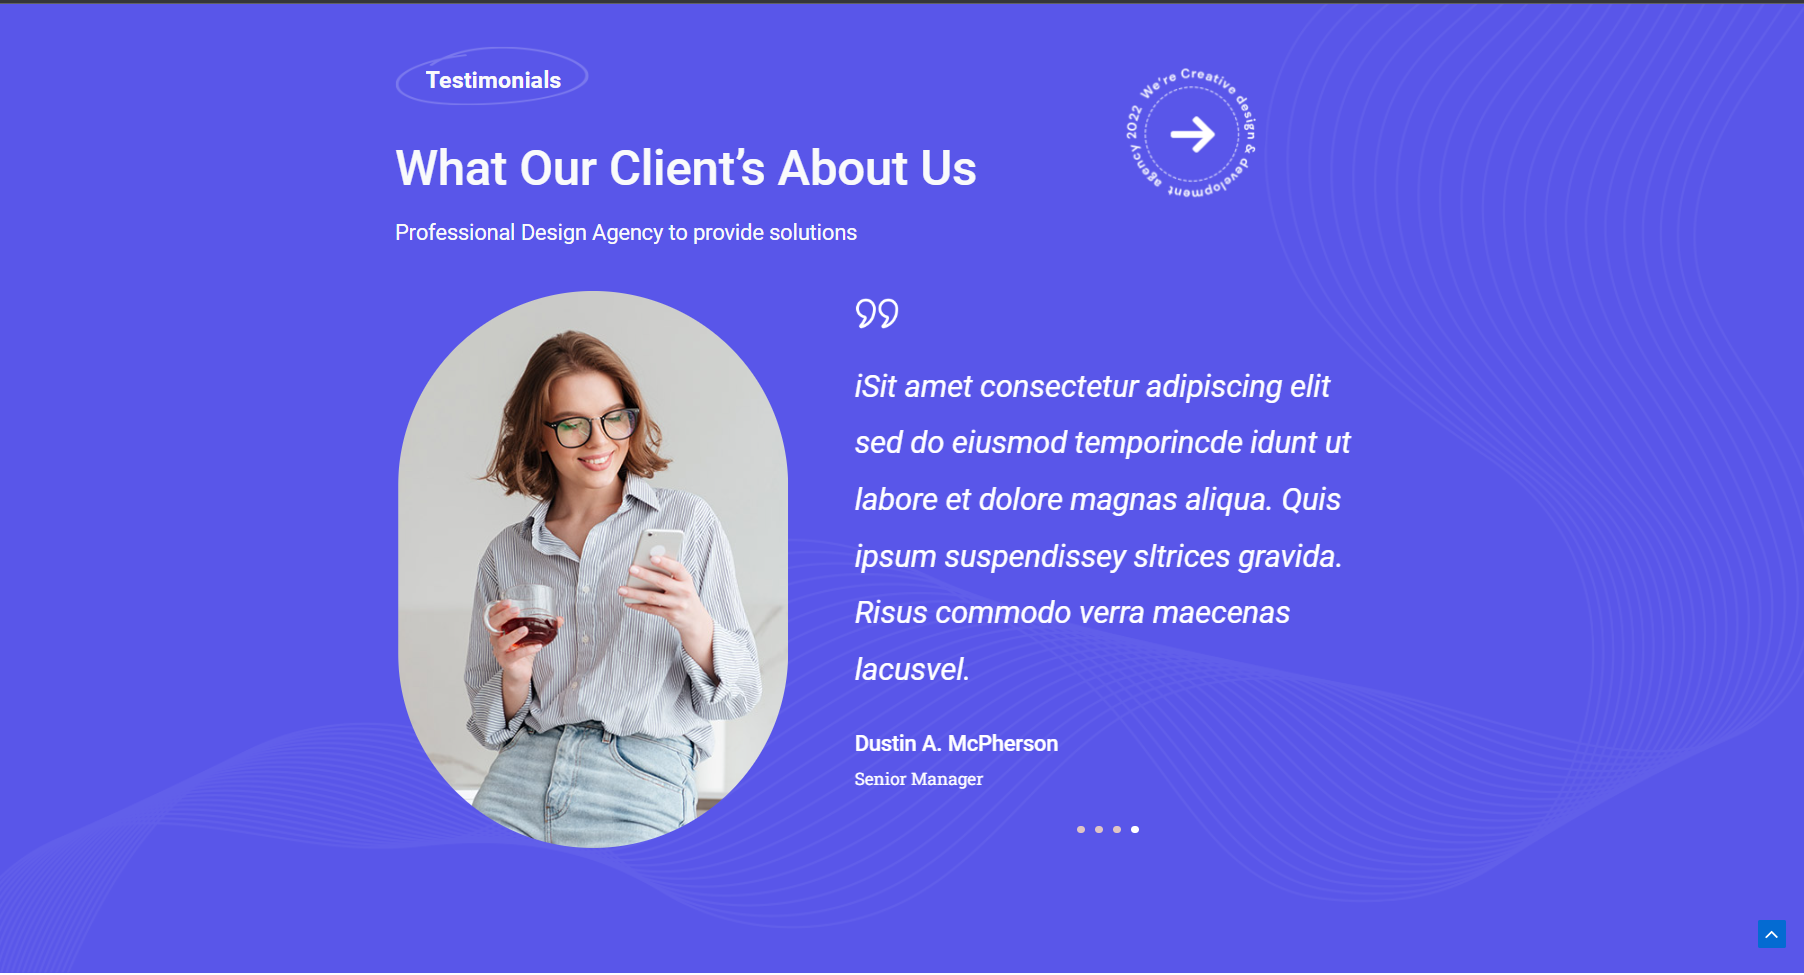 Testimonials
We're Creative design & development agency 2022
What Our Client’s About Us
Professional Design Agency to provide solutions
iSit amet consectetur adipiscing elit
sed do eiusmod temporincde idunt ut
labore et dolore magnas aliqua. Quis
ipsum suspendissey sltrices gravida.
Risus commodo verra maecenas
lacusvel.
Dustin A. McPherson
Senior Manager